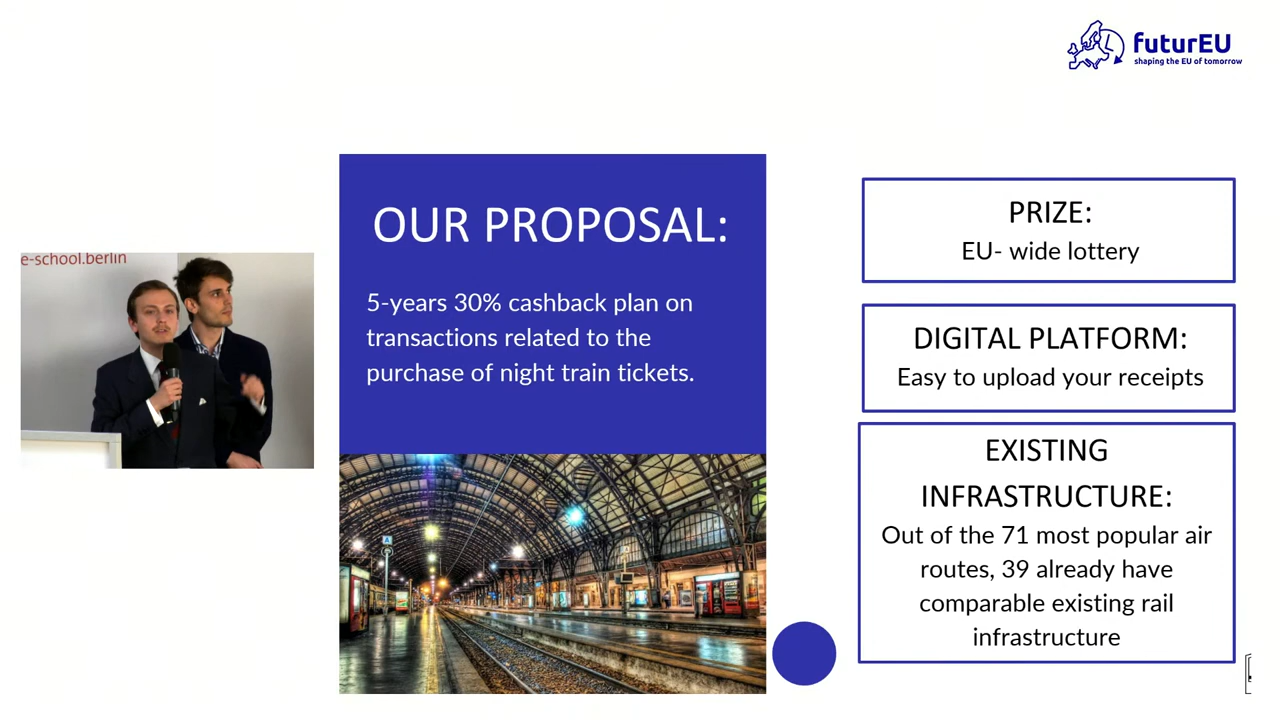 futurEU
shaping the EU of tomorrow
e-school.berlin
OUR PROPOSAL:
5-years 30% cashback plan on
transactions related to the
purchase of night train tickets.
A
PRIZE:
EU- wide lottery
DIGITAL PLATFORM:
Easy to upload your receipts
EXISTING
INFRASTRUCTURE:
Out of the 71 most popular air
routes, 39 already have
comparable existing rail
infrastructure